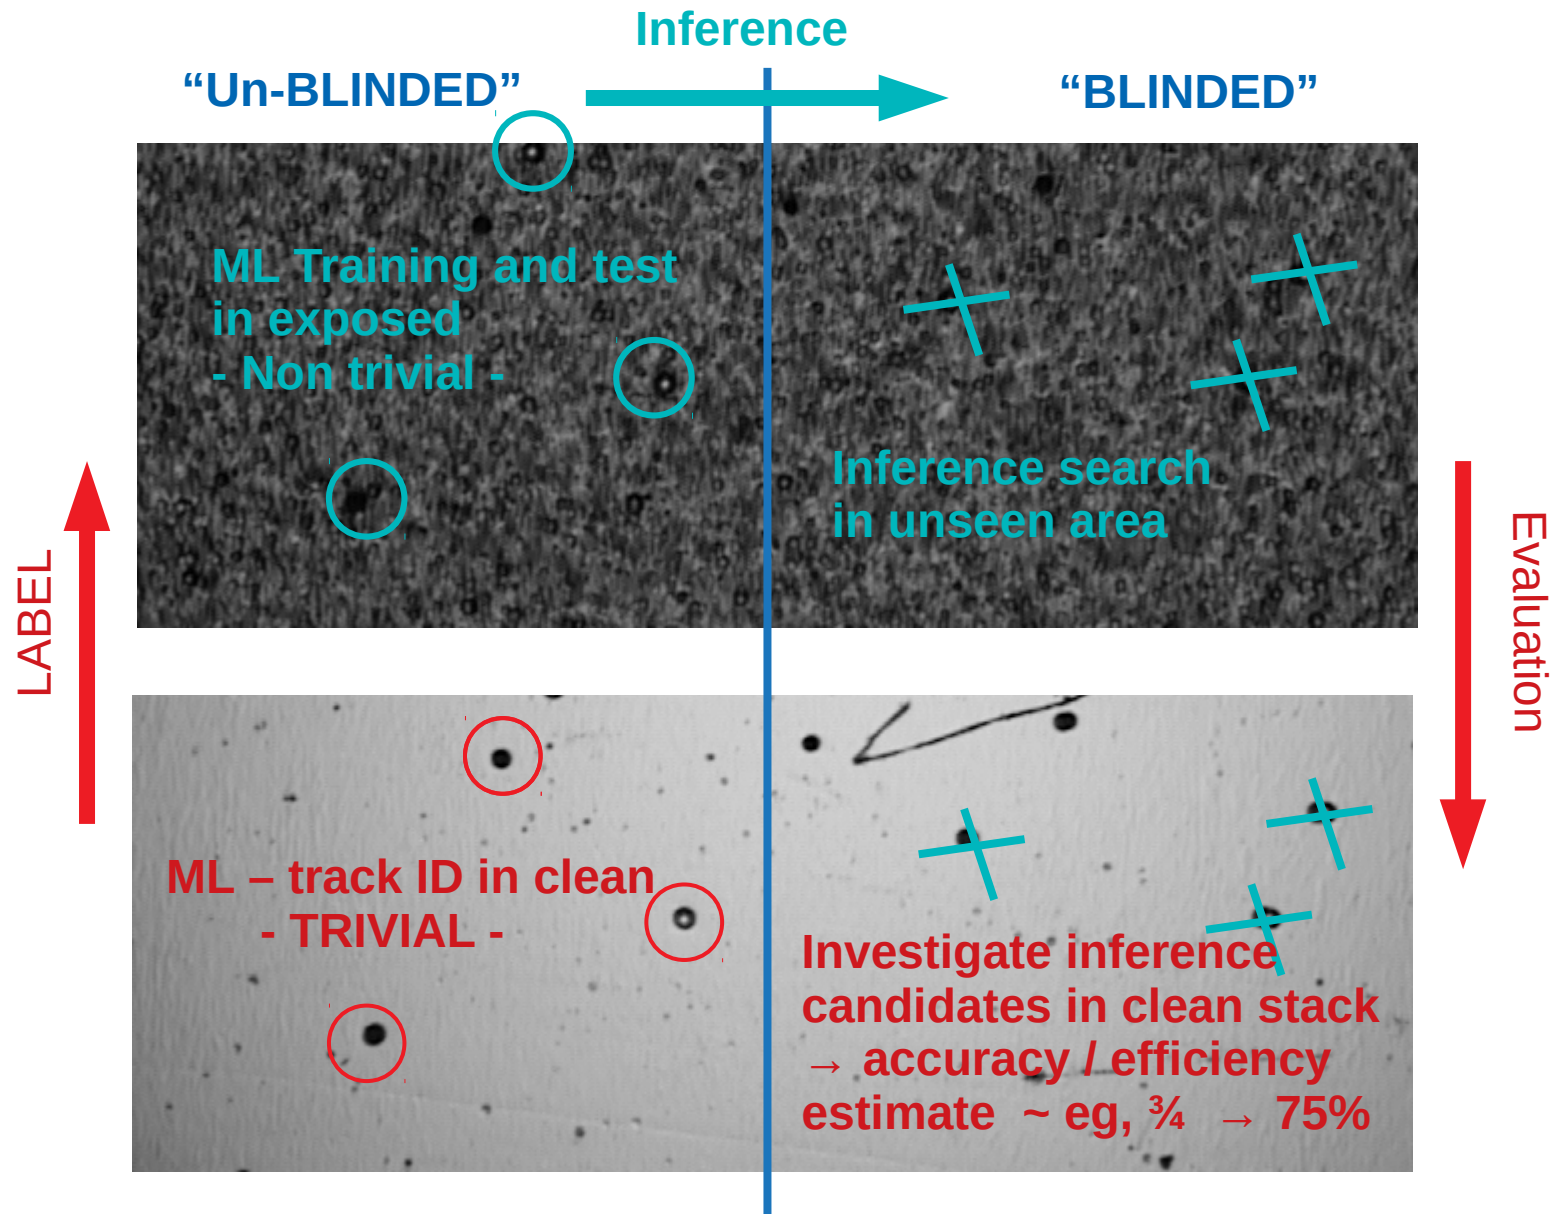 Inference
“Un-BLINDED”
“BLINDED”
ML Training and test
in exposed
- Non trivial -
Inference search
in unseen area
LABEL
Evaluation
ML – track ID in clean
- TRIVIAL -
Investigate inference
candidates in clean stack
→ accuracy / efficiency
estimate ~ eg, ¾ → 75%